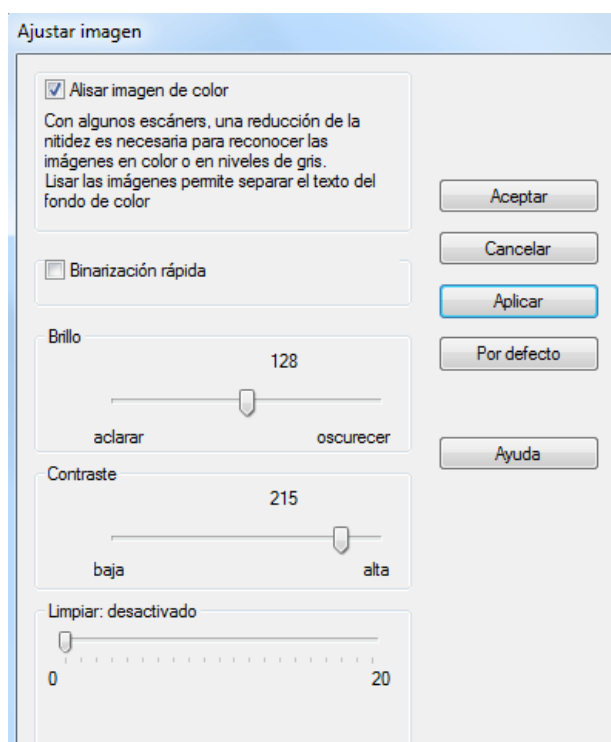 Ajustar imagen
Alisar imagen de color
Con algunos escáners, una reducción de la
nitidez es necesaria para reconocer las
imágenes en color o en niveles de gris.
Lisar las imágenes permite separar el texto del
fondo de color
Binarización rápida
Brillo
128
aclarar oscurecer
Contraste
215
baja alta
Limpiar: desactivado
0 20
Aceptar
Cancelar
Aplicar
Por defecto
Ayuda